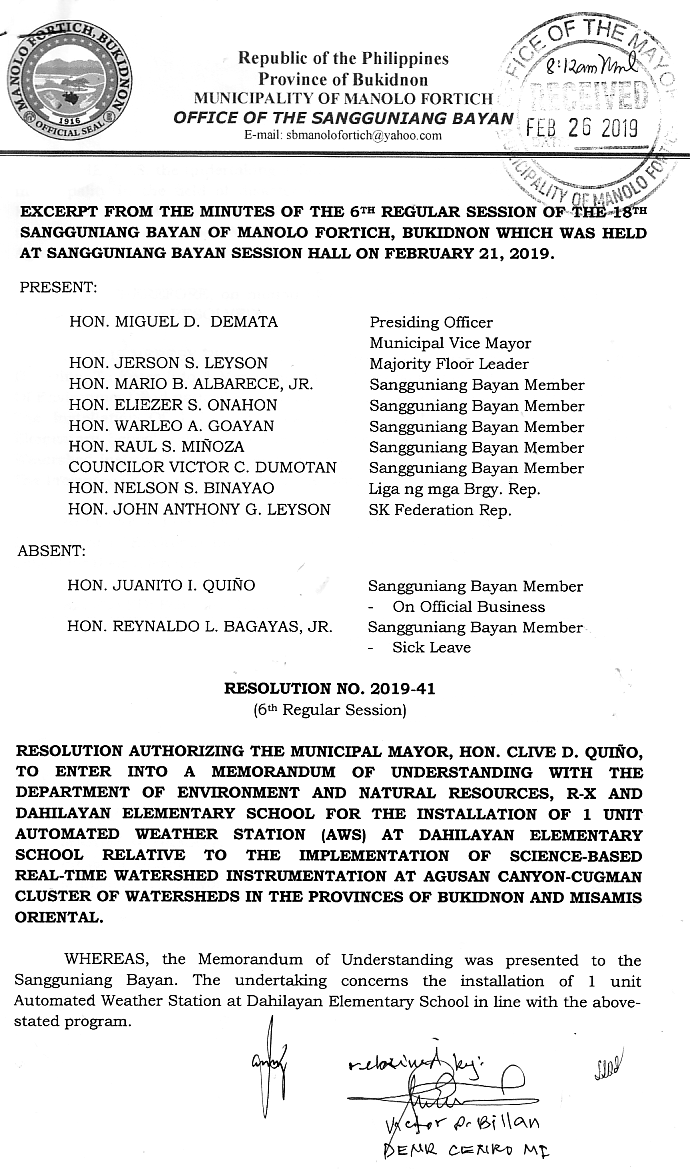 MANOLO FORTICH, BUKIDNON
1916
OFFICIAL SEAL
Republic of the Philippines
Province of Bukidnon
MUNICIPALITY OF MANOLO FORTICH
OFFICE OF THE SANGGUNIANG BAYAN
E-mail: sbmanolofortich@yahoo.com
OFFICE OF THE MAYOR
8:12am
RECEIVED
FEB 26 2019
MUNICIPALITY OF MANOLO FORTICH
EXCERPT FROM THE MINUTES OF THE 6TH REGULAR SESSION OF THE 18TH
SANGGUNIANG BAYAN OF MANOLO FORTICH, BUKIDNON WHICH WAS HELD
AT SANGGUNIANG BAYAN SESSION HALL ON FEBRUARY 21, 2019.
PRESENT:
HON. MIGUEL D. DEMATA Presiding Officer
Municipal Vice Mayor
HON. JERSON S. LEYSON Majority Floor Leader
HON. MARIO B. ALBARECE, JR. Sangguniang Bayan Member
HON. ELIEZER S. ONAHON Sangguniang Bayan Member
HON. WARLEO A. GOAYAN Sangguniang Bayan Member
HON. RAUL S. MIÑOZA Sangguniang Bayan Member
COUNCILOR VICTOR C. DUMOTAN Sangguniang Bayan Member
HON. NELSON S. BINAYAO Liga ng mga Brgy. Rep.
HON. JOHN ANTHONY G. LEYSON SK Federation Rep.
ABSENT:
HON. JUANITO I. QUIÑO Sangguniang Bayan Member
- On Official Business
HON. REYNALDO L. BAGAYAS, JR. Sangguniang Bayan Member
- Sick Leave
RESOLUTION NO. 2019-41
(6th Regular Session)
RESOLUTION AUTHORIZING THE MUNICIPAL MAYOR, HON. CLIVE D. QUIÑO,
TO ENTER INTO A MEMORANDUM OF UNDERSTANDING WITH THE
DEPARTMENT OF ENVIRONMENT AND NATURAL RESOURCES, R-X AND
DAHILAYAN ELEMENTARY SCHOOL FOR THE INSTALLATION OF 1 UNIT
AUTOMATED WEATHER STATION (AWS) AT DAHILAYAN ELEMENTARY
SCHOOL RELATIVE TO THE IMPLEMENTATION OF SCIENCE-BASED
REAL-TIME WATERSHED INSTRUMENTATION AT AGUSAN CANYON-CUGMAN
CLUSTER OF WATERSHEDS IN THE PROVINCES OF BUKIDNON AND MISAMIS
ORIENTAL.
WHEREAS, the Memorandum of Understanding was presented to the
Sangguniang Bayan. The undertaking concerns the installation of 1 unit
Automated Weather Station at Dahilayan Elementary School in line with the above-
stated program.
by:
Victor P. Billan
DENR CENRO MF